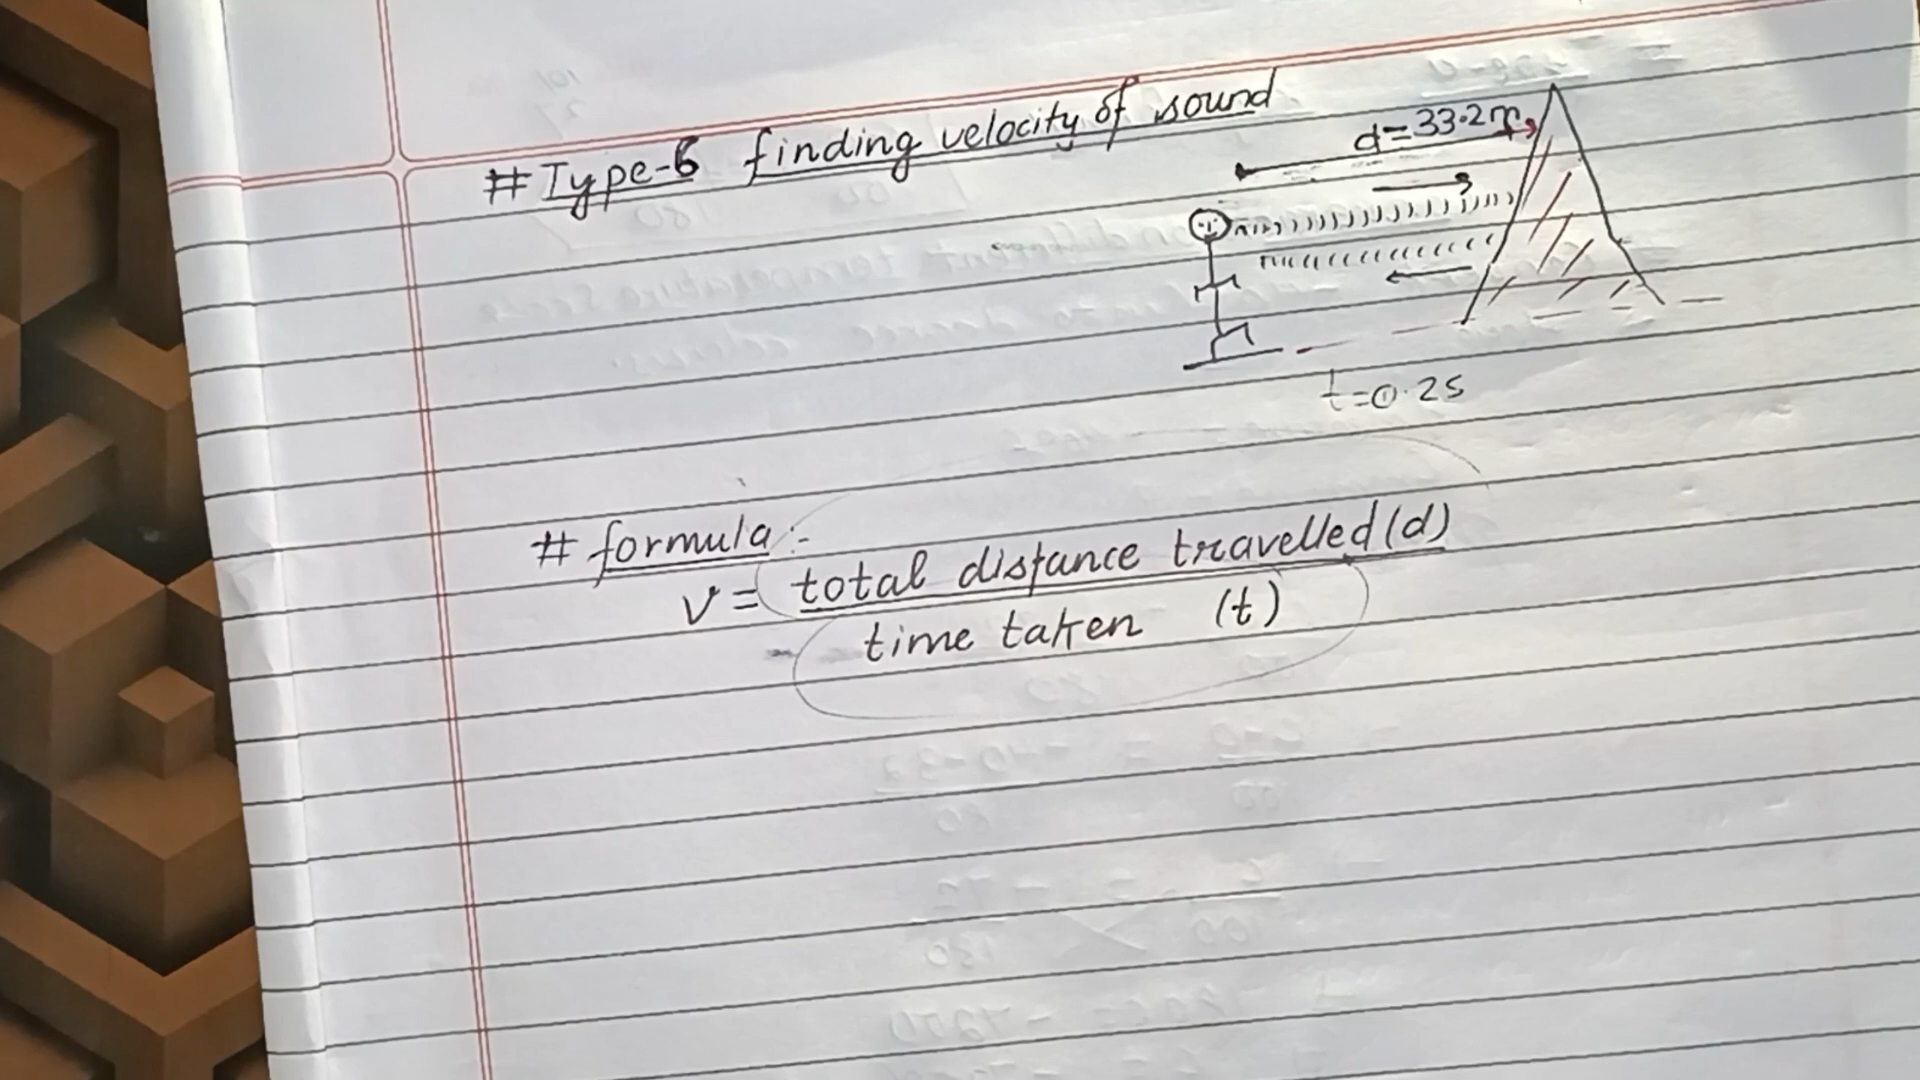 #Type-6 finding velocity of sound
d=33.2m
t=0.2s
# formula:-
v= total distance travelled(d)
time taken (t)